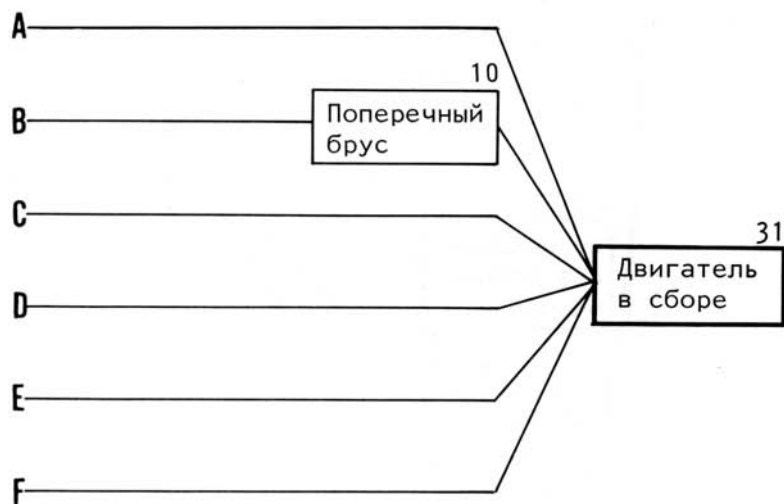 A
10
B
Поперечный
брус
C
31
Двигатель
в сборе
D
E
F